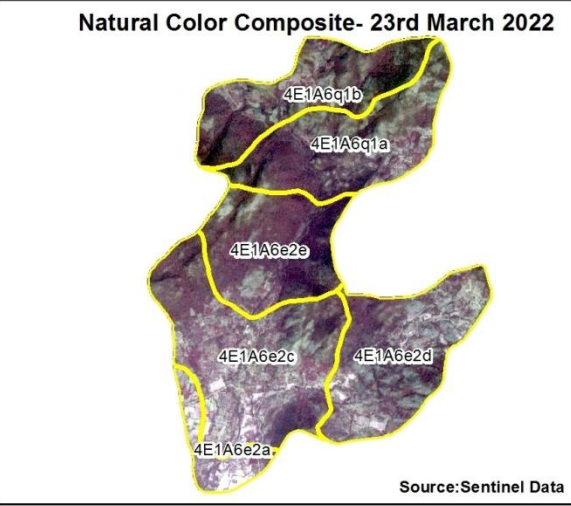 Natural Color Composite- 23rd March 2022
4E1A6q1b
4E1A6q1a
4E1A6e2e
4E1A6e2c
4E1A6e2d
4E1A6e2a
Source:Sentinel Data